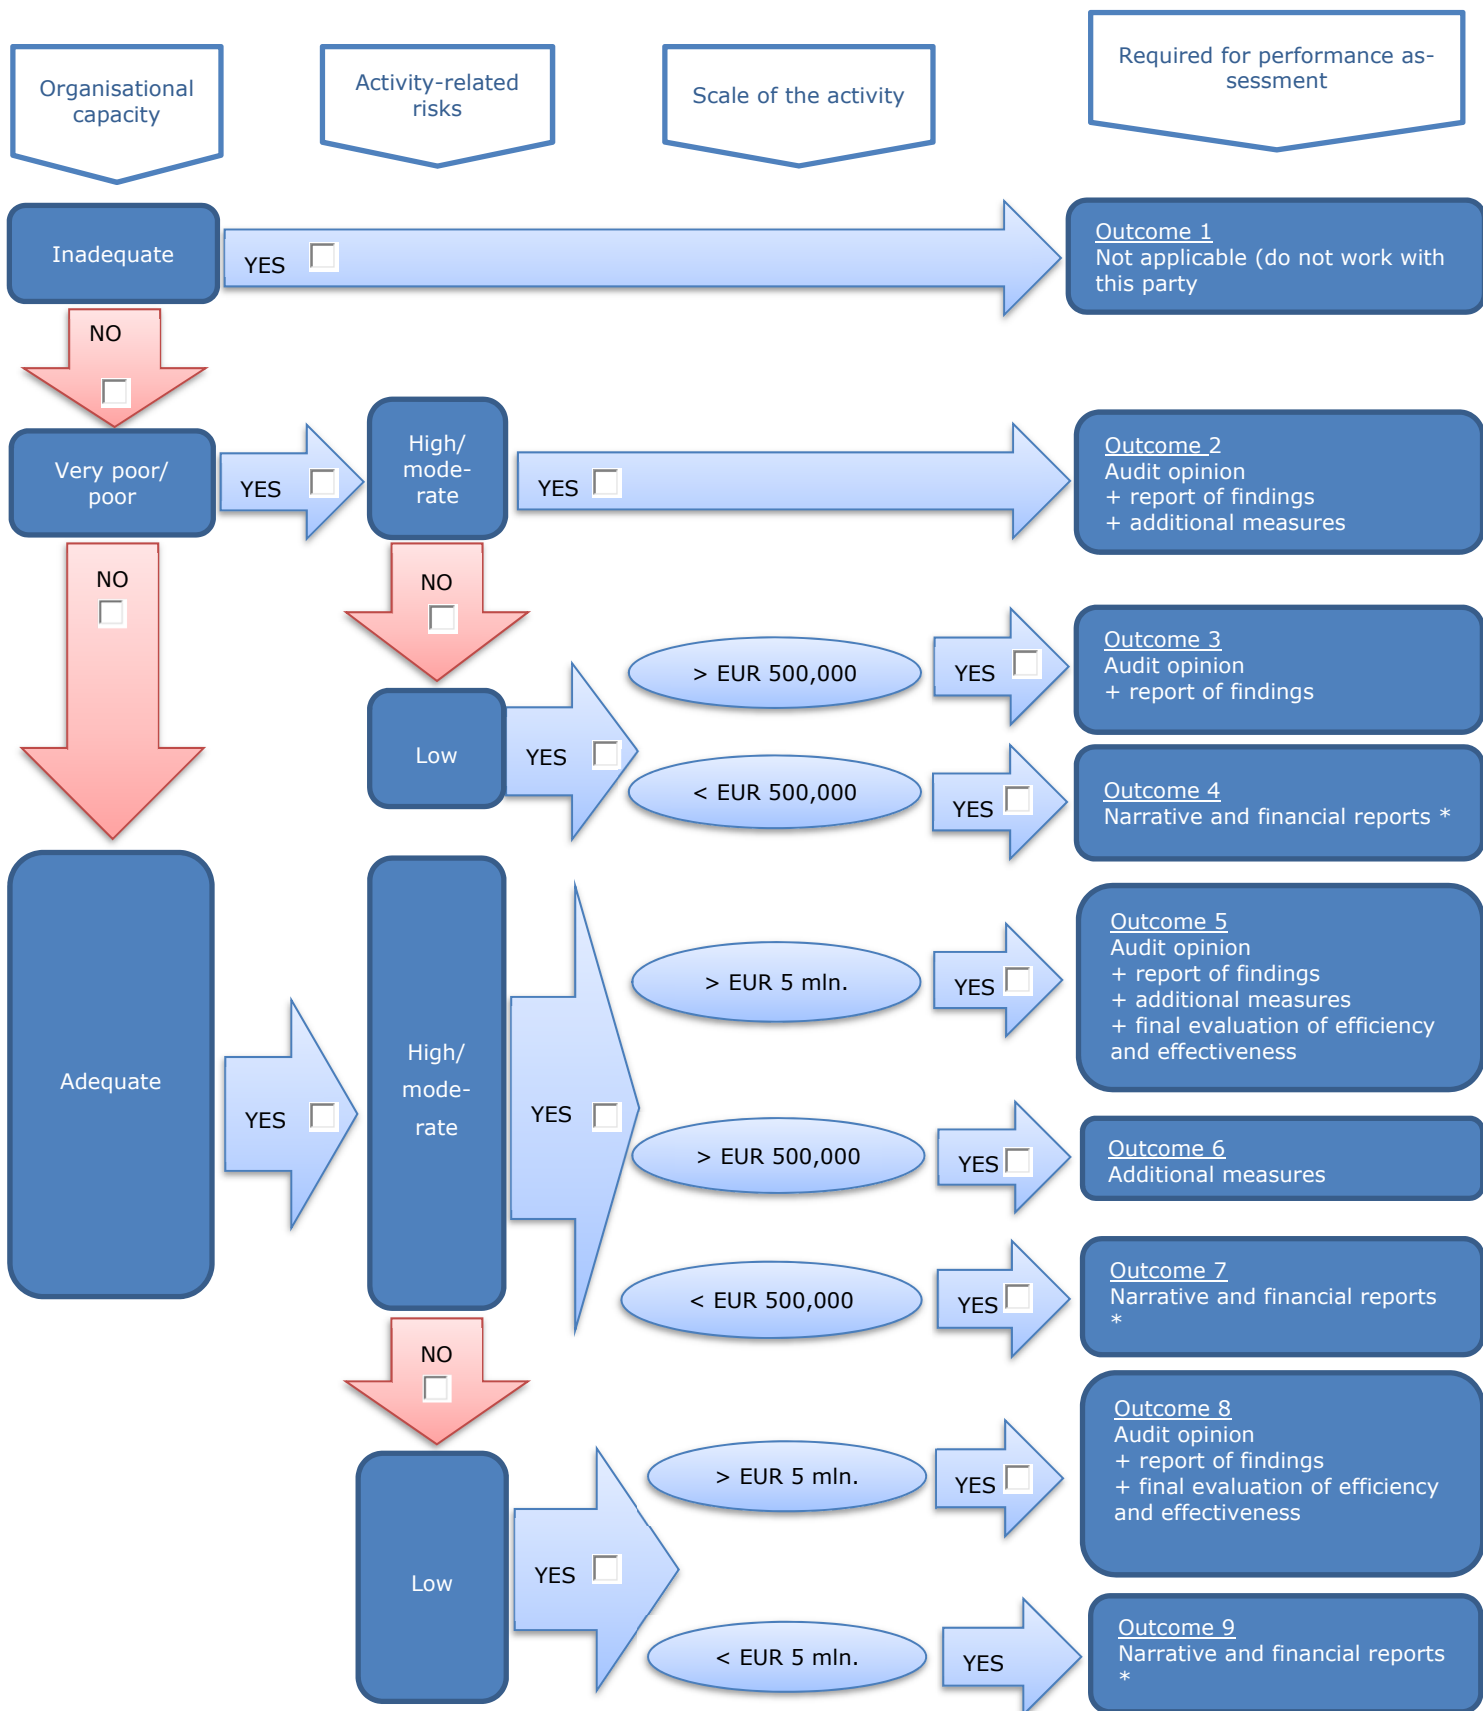 Organisational
capacity
Activity-related
risks
Scale of the activity
Required for performance as-
sessment
Inadequate
YES
Outcome 1
Not applicable (do not work with
this party
NO
Very poor/
poor
YES
High/
mode-
rate
YES
Outcome 2
Audit opinion
+ report of findings
+ additional measures
NO
NO
> EUR 500,000
YES
Outcome 3
Audit opinion
+ report of findings
Low
YES
< EUR 500,000
YES
Outcome 4
Narrative and financial reports *
Adequate
YES
High/
mode-
rate
YES
> EUR 5 mln.
YES
Outcome 5
Audit opinion
+ report of findings
+ additional measures
+ final evaluation of efficiency
and effectiveness
> EUR 500,000
YES
Outcome 6
Additional measures
< EUR 500,000
YES
Outcome 7
Narrative and financial reports
*
NO
Low
YES
> EUR 5 mln.
YES
Outcome 8
Audit opinion
+ report of findings
+ final evaluation of efficiency
and effectiveness
< EUR 5 mln.
YES
Outcome 9
Narrative and financial reports
*